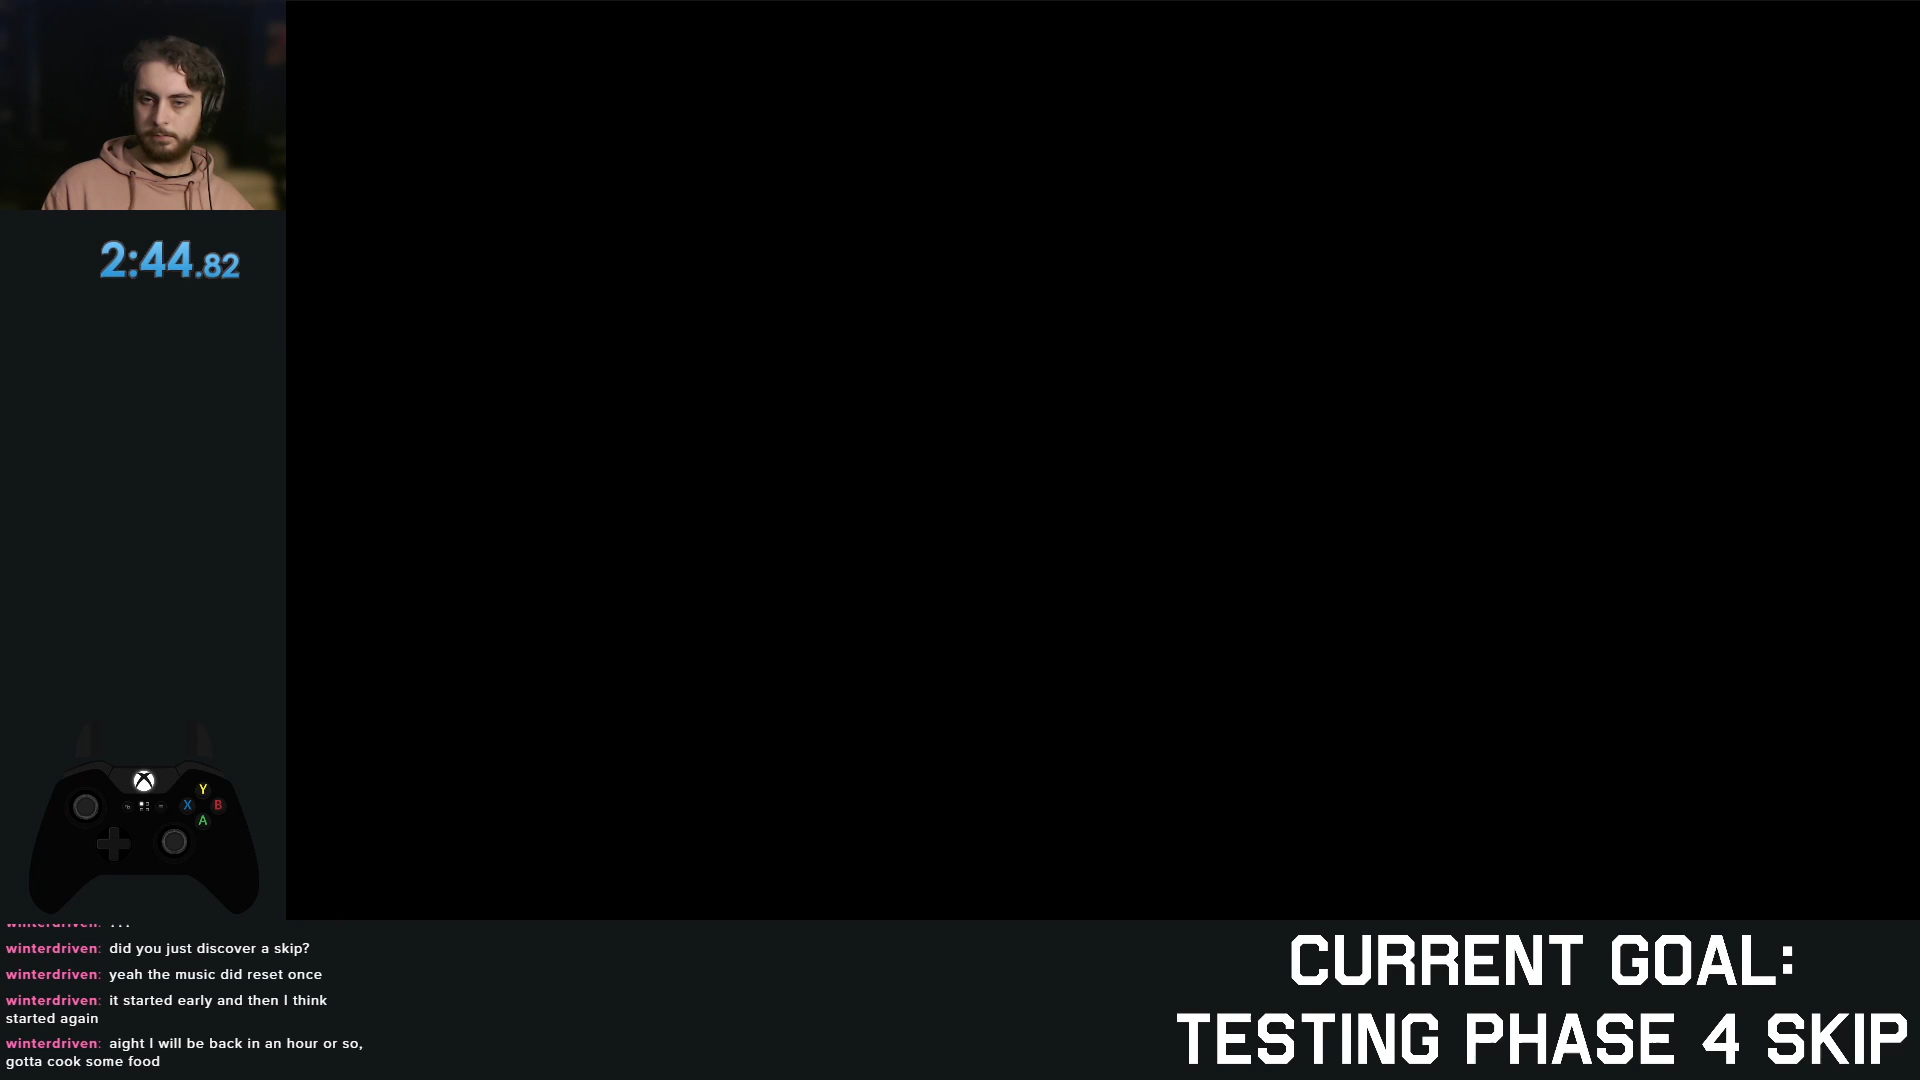 2:44.82
Y
X B
A
winterdriven: ...
winterdriven: did you just discover a skip?
winterdriven: yeah the music did reset once
winterdriven: it started early and then I think
started again
winterdriven: aight I will be back in an hour or so,
gotta cook some food
CURRENT GOAL:
TESTING PHASE 4 SKIP